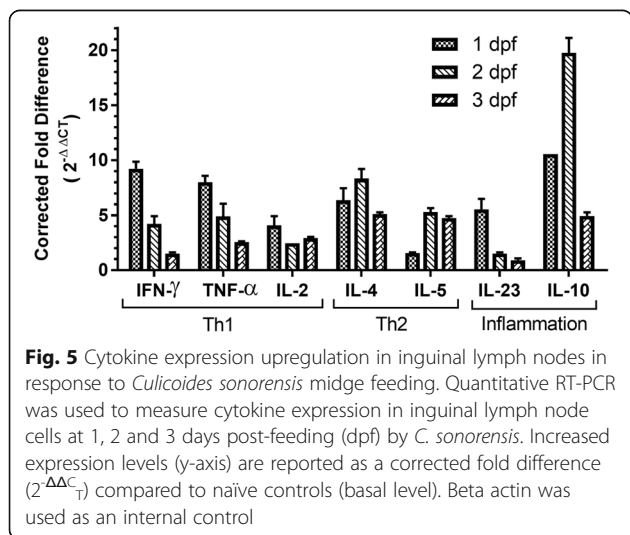 20
15
10
5
0
Corrected Fold Difference
( 2^-Δ ΔCT)
1 dpf
2 dpf
3 dpf
IFN-γ TNF-α IL-2 IL-4 IL-5 IL-23 IL-10
Th1 Th2 Inflammation
Fig. 5 Cytokine expression upregulation in inguinal lymph nodes in
response to Culicoides sonorensis midge feeding. Quantitative RT-PCR
was used to measure cytokine expression in inguinal lymph node
cells at 1, 2 and 3 days post-feeding (dpf) by C. sonorensis. Increased
expression levels (y-axis) are reported as a corrected fold difference
(2^-ΔΔC_T) compared to naïve controls (basal level). Beta actin was
used as an internal control